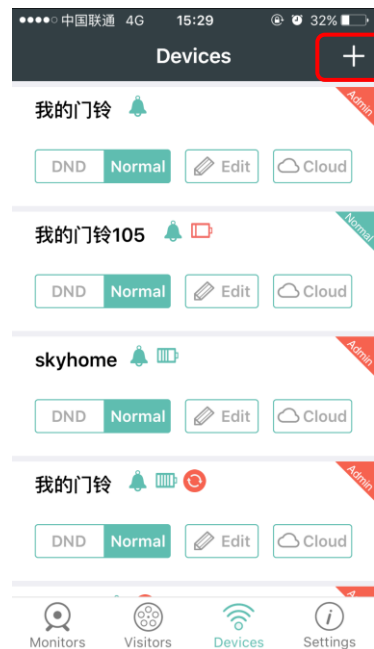 中国联通 4G 15:29 32%
Devices
我的门铃 Admin
DND Normal Edit Cloud
我的门铃105 Normal
DND Normal Edit Cloud
skyhome Admin
DND Normal Edit Cloud
我的门铃 Admin
DND Normal Edit Cloud
Monitors Visitors Devices Settings